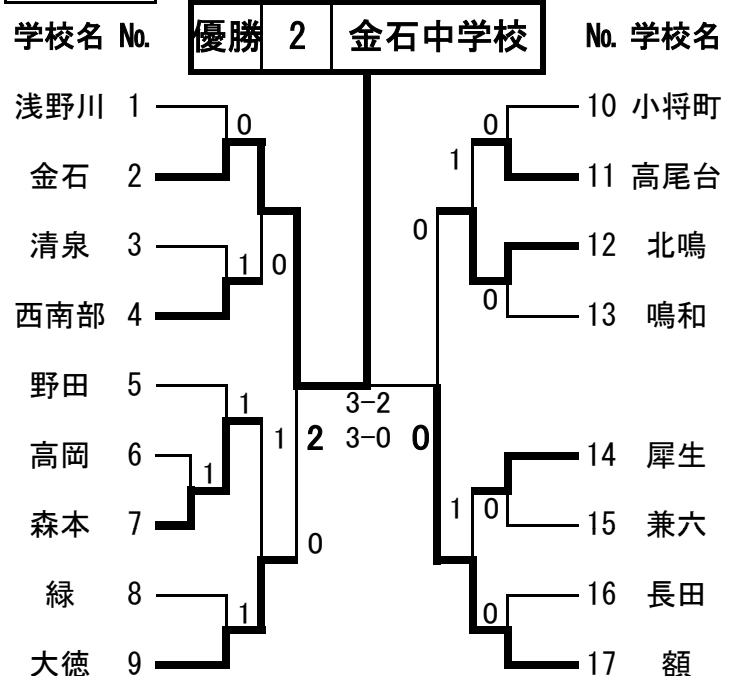 学校名 No. 優勝 2 金石中学校 No. 学校名
浅野川 1 10 小将町
0 0
金石 2 1 11 高尾台
清泉 3 0 12 北鳴
1 0 0
西南部 4 13 鳴和
野田 5
1 3-2
高岡 6 1 2 3-0 0 14 犀生
1
森本 7 1 0 15 兼六
0
緑 8 16 長田
1 0
大徳 9 17 額